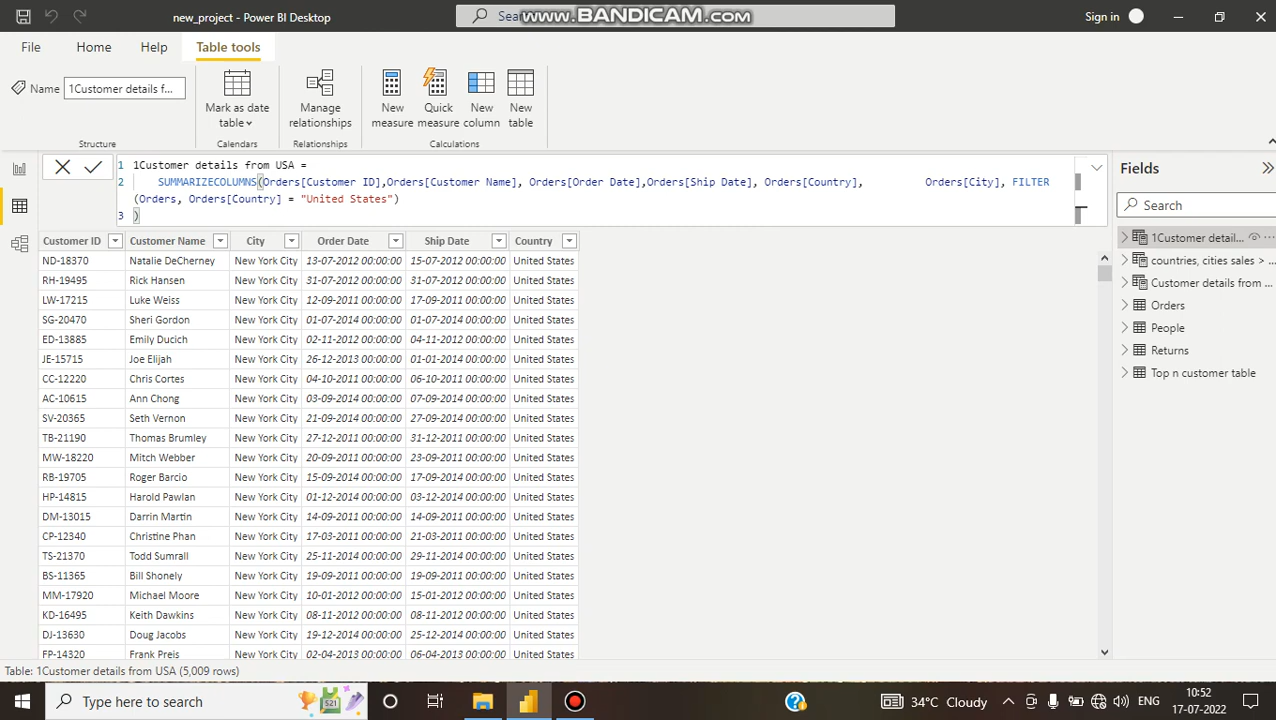 new_project - Power BI Desktop
Sea
www.BANDICAM.com
Sign in
File
Home
Help
Table tools
Name
1Customer details f...
Mark as date
table
Manage
relationships
New
measure
Quick
measure
New
column
New
table
Structure
Calendars
Relationships
Calculations
1 1Customer details from USA =
2 SUMMARIZECOLUMNS(Orders[Customer ID],Orders[Customer Name], Orders[Order Date],Orders[Ship Date], Orders[Country], Orders[City], FILTER
(Orders, Orders[Country] = "United States")
3 )
Customer ID Customer Name City Order Date Ship Date Country
ND-18370 Natalie DeCherney New York City 13-07-2012 00:00:00 15-07-2012 00:00:00 United States
RH-19495 Rick Hansen New York City 31-07-2012 00:00:00 31-07-2012 00:00:00 United States
LW-17215 Luke Weiss New York City 12-09-2011 00:00:00 17-09-2011 00:00:00 United States
SG-20470 Sheri Gordon New York City 01-07-2014 00:00:00 01-07-2014 00:00:00 United States
ED-13885 Emily Ducich New York City 02-11-2012 00:00:00 04-11-2012 00:00:00 United States
JE-15715 Joe Elijah New York City 26-12-2013 00:00:00 01-01-2014 00:00:00 United States
CC-12220 Chris Cortes New York City 04-10-2011 00:00:00 06-10-2011 00:00:00 United States
AC-10615 Ann Chong New York City 03-09-2014 00:00:00 07-09-2014 00:00:00 United States
SV-20365 Seth Vernon New York City 21-09-2014 00:00:00 27-09-2014 00:00:00 United States
TB-21190 Thomas Brumley New York City 27-12-2011 00:00:00 31-12-2011 00:00:00 United States
MW-18220 Mitch Webber New York City 20-09-2011 00:00:00 23-09-2011 00:00:00 United States
RB-19705 Roger Barcio New York City 15-09-2014 00:00:00 17-09-2014 00:00:00 United States
HP-14815 Harold Pawlan New York City 01-12-2014 00:00:00 03-12-2014 00:00:00 United States
DM-13015 Darrin Martin New York City 14-09-2011 00:00:00 14-09-2011 00:00:00 United States
CP-12340 Christine Phan New York City 17-03-2011 00:00:00 21-03-2011 00:00:00 United States
TS-21370 Todd Sumrall New York City 25-11-2014 00:00:00 29-11-2014 00:00:00 United States
BS-11365 Bill Shonely New York City 19-09-2011 00:00:00 19-09-2011 00:00:00 United States
MM-17920 Michael Moore New York City 10-01-2012 00:00:00 15-01-2012 00:00:00 United States
KD-16495 Keith Dawkins New York City 08-11-2012 00:00:00 08-11-2012 00:00:00 United States
DJ-13630 Doug Jacobs New York City 19-12-2014 00:00:00 25-12-2014 00:00:00 United States
FP-14320 Frank Preis New York City 02-04-2013 00:00:00 06-04-2013 00:00:00 United States
Fields
Search
1Customer detail...
countries, cities sales > ...
Customer details from ...
Orders
People
Returns
Top n customer table
Table: 1Customer details from USA (5,009 rows)
Type here to search
521
34°C Cloudy
ENG
10:52
17-07-2022